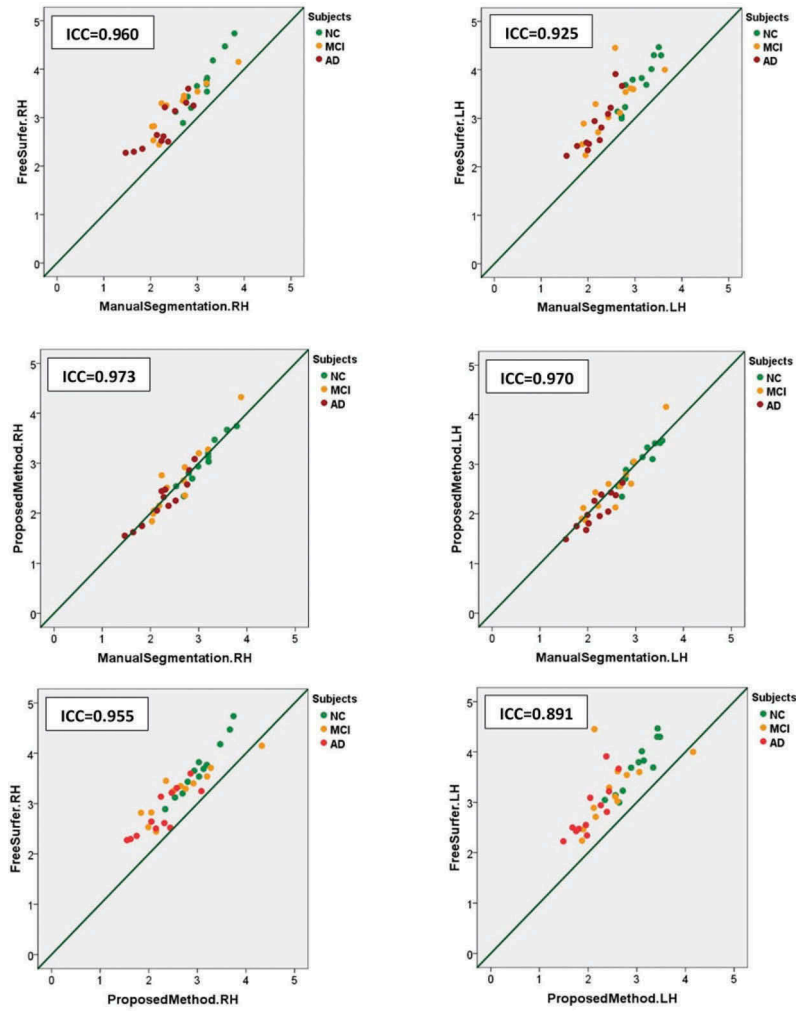 ICC=0.960
Subjects
NC
MCI
AD
FreeSurfer.RH
5
4
3
2
1
0
0 1 2 3 4 5
ManualSegmentation.RH
ICC=0.925
Subjects
NC
MCI
AD
FreeSurfer.LH
5
4
3
2
1
0
0 1 2 3 4 5
ManualSegmentation.LH
ICC=0.973
Subjects
NC
MCI
AD
ProposedMethod.RH
5
4
3
2
1
0
0 1 2 3 4 5
ManualSegmentation.RH
ICC=0.970
Subjects
NC
MCI
AD
ProposedMethod.LH
5
4
3
2
1
0
0 1 2 3 4 5
ManualSegmentation.LH
ICC=0.955
Subjects
NC
MCI
AD
FreeSurfer.RH
5
4
3
2
1
0
0 1 2 3 4 5
ProposedMethod.RH
ICC=0.891
Subjects
NC
MCI
AD
FreeSurfer.LH
5
4
3
2
1
0
0 1 2 3 4 5
ProposedMethod.LH